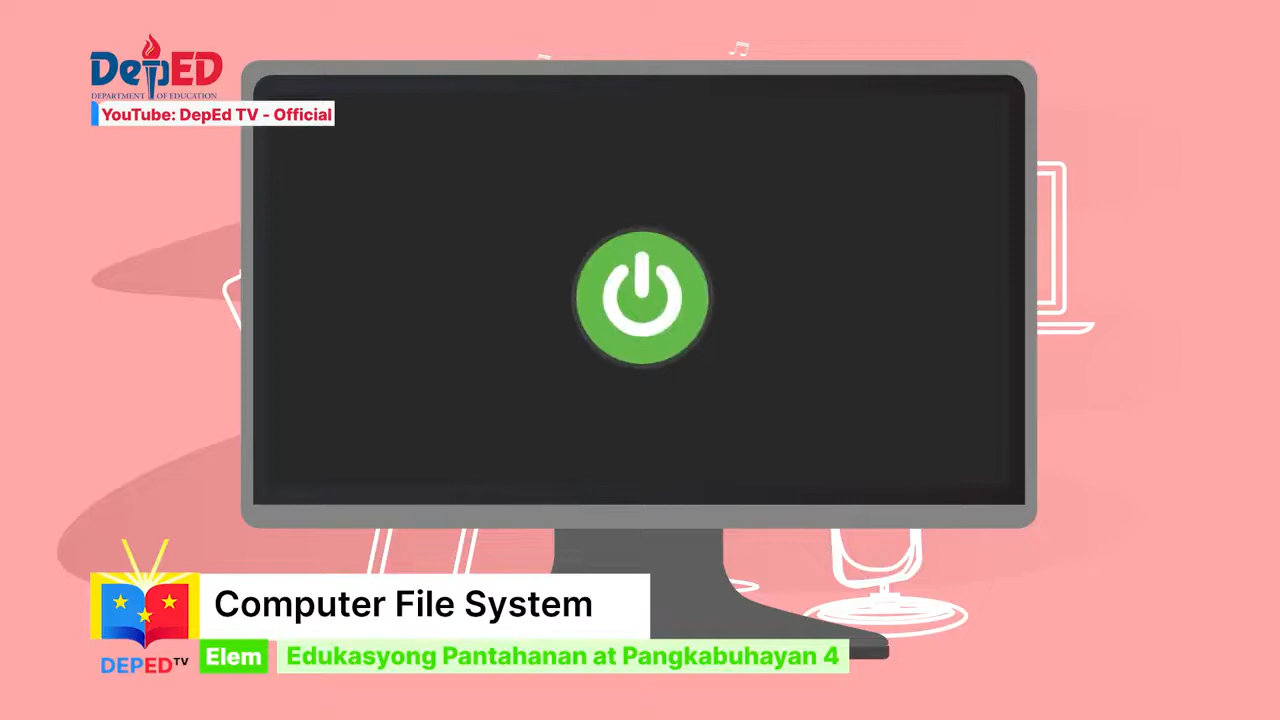 DepED
DEPARTMENT OF EDUCATION
YouTube: DepEd TV - Official
Computer File System
DEPED TV
Elem
Edukasyong Pantahanan at Pangkabuhayan 4